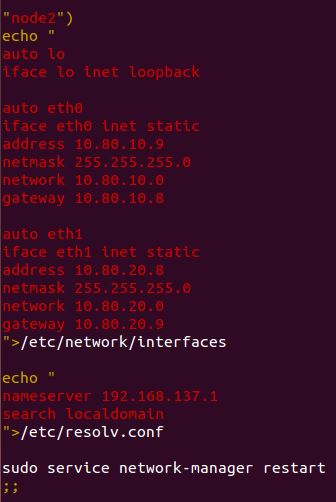 "node2")
echo "
auto lo
iface lo inet loopback
auto eth0
iface eth0 inet static
address 10.80.10.9
netmask 255.255.255.0
network 10.80.10.0
gateway 10.80.10.8
auto eth1
iface eth1 inet static
address 10.80.20.8
netmask 255.255.255.0
network 10.80.20.0
gateway 10.80.20.9
">/etc/network/interfaces
echo "
nameserver 192.168.137.1
search localdomain
">/etc/resolv.conf
sudo service network-manager restart
;;